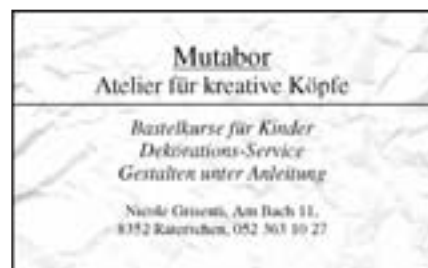 Mutabor
Atelier für kreative Köpfe
Bastelkurse für Kinder
Dekorations-Service
Gestalten unter Anleitung
Nicole Am Bach 11,
8352 052 363 10 27